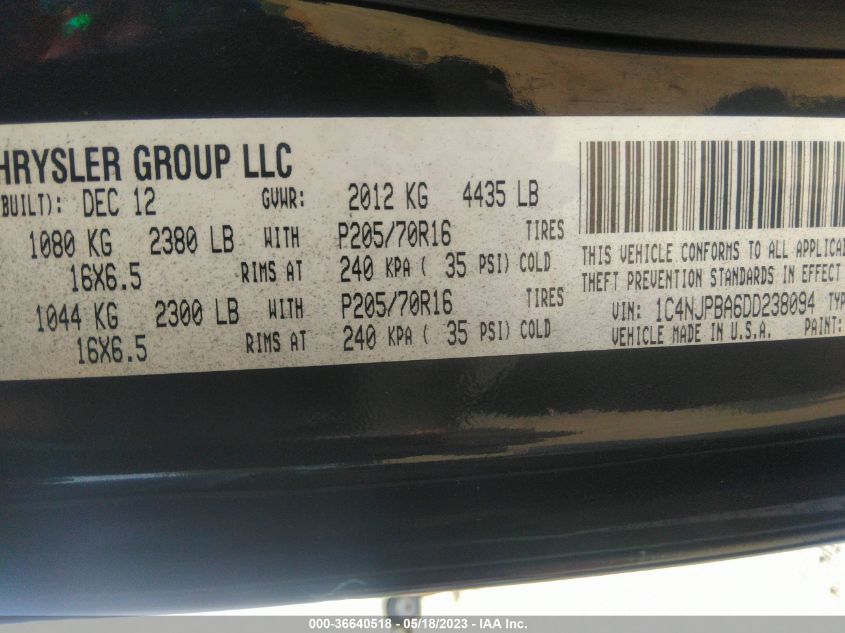 HRYSLER GROUP LLC
BUILT): DEC 12 GVWR: 2012 KG 4435 LB
1080 KG 2380 LB WITH P205/70R16 TIRES
16X6.5 RIMS AT 240 KPA ( 35 PSI) COLD
1044 KG 2300 LB WITH P205/70R16 TIRES
16X6.5 RIMS AT 240 KPA ( 35 PSI) COLD
THIS VEHICLE CONFORMS TO ALL APPLICA
THEFT PREVENTION STANDARDS IN EFFECT
VIN: 1C4NJPBA6DD238094 TYP
VEHICLE MADE IN U.S.A. PAINT:
000-36640518 - 05/18/2023 - IAA Inc.